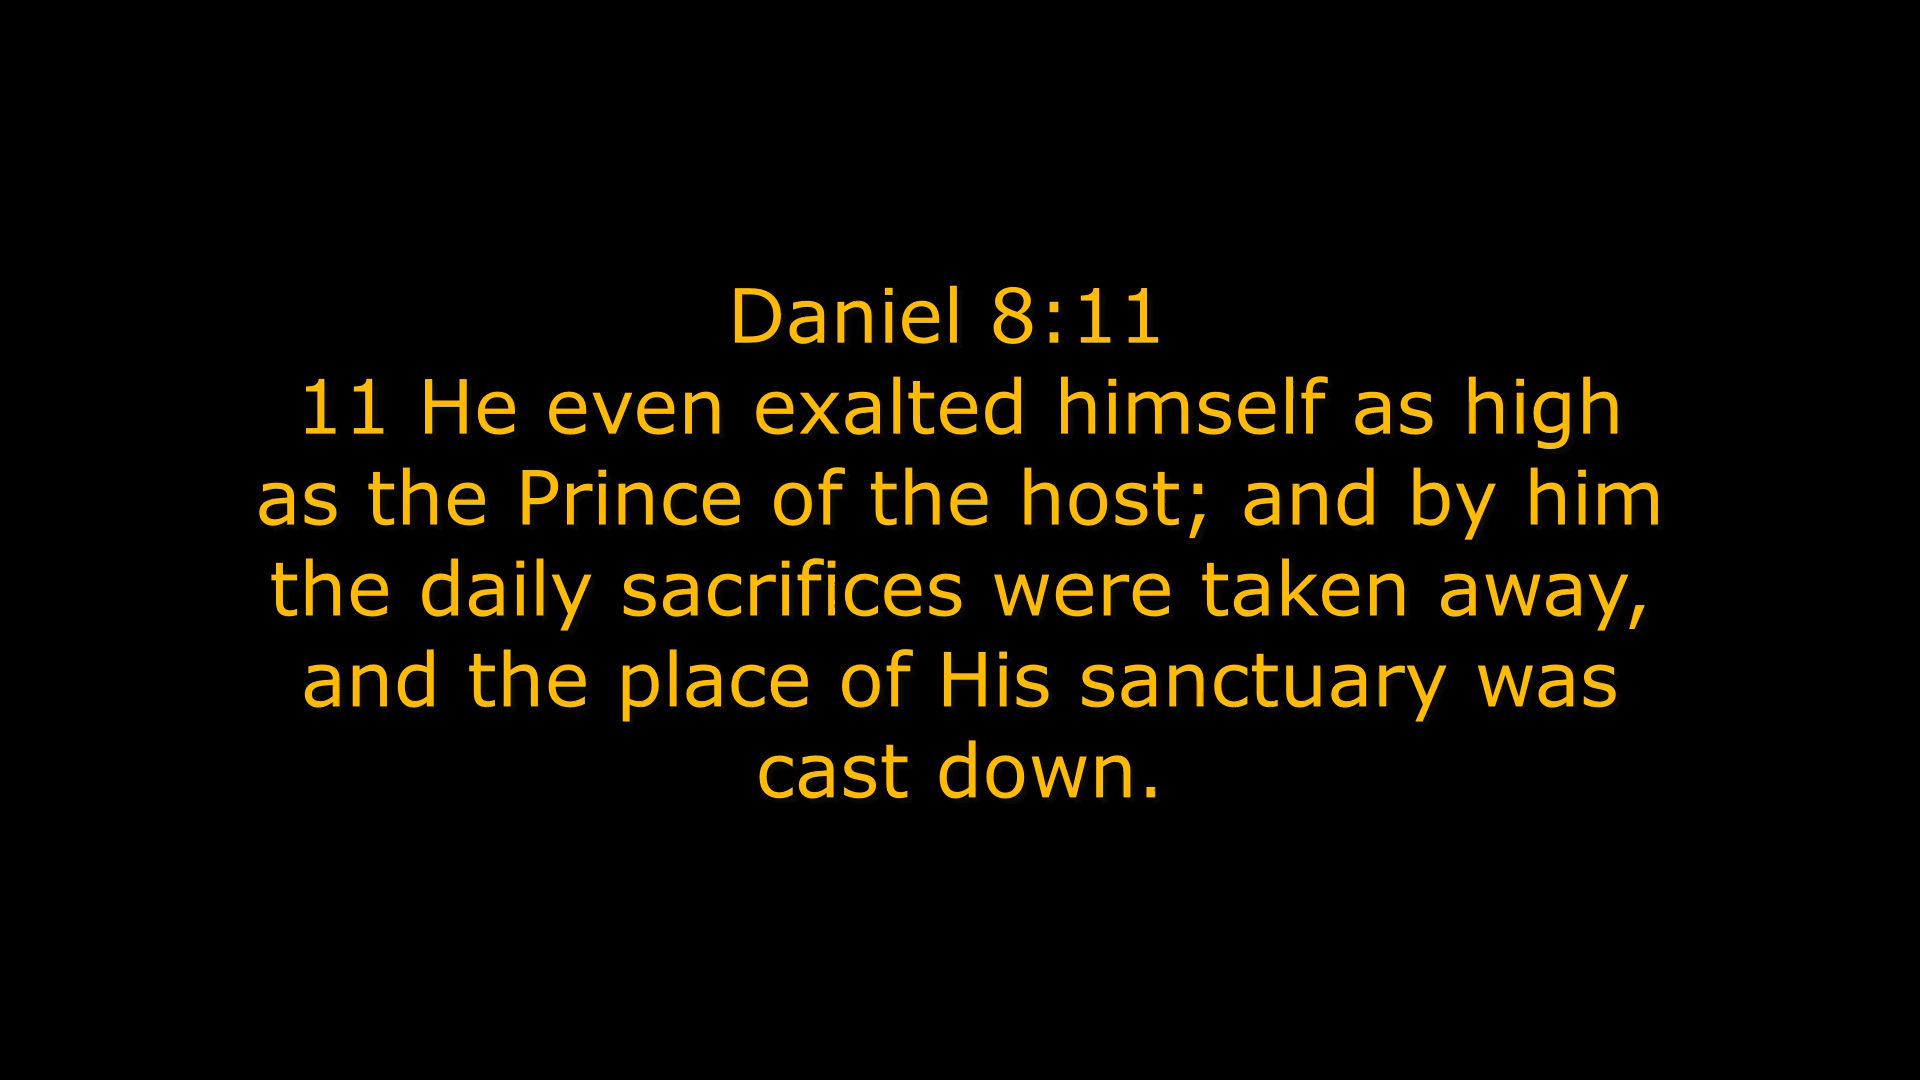 Daniel 8:11
11 He even exalted himself as high
as the Prince of the host; and by him
the daily sacrifices were taken away,
and the place of His sanctuary was
cast down.